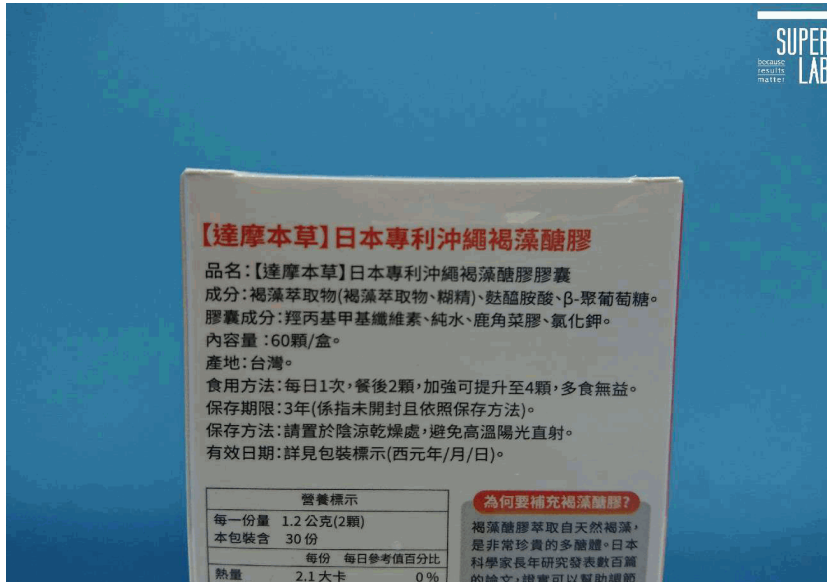 SUPER
LAB
because
results
matter
【達摩本草】日本專利沖繩褐藻醣膠
品名:【達摩本草】日本專利沖繩褐藻醣膠膠囊
成分:褐藻萃取物(褐藻萃取物、糊精)、麩醯胺酸、β-聚葡萄糖。
膠囊成分:羥丙基甲基纖維素、純水、鹿角菜膠、氯化鉀。
內容量:60顆/盒。
產地:台灣。
食用方法:每日1次,餐後2顆,加強可提升至4顆,多食無益。
保存期限:3年(係指未開封且依照保存方法)。
保存方法:請置於陰涼乾燥處,避免高溫陽光直射。
有效日期:詳見包裝標示(西元年/月/日)。
營養標示
每一份量 1.2公克(2顆)
本包裝含 30份
每份 每日參考值百分比
熱量 2.1大卡 0%
為何要補充褐藻醣膠?
褐藻醣膠萃取自天然褐藻,
是非常珍貴的多醣體。日本
科學家長年研究發表數百篇
的論文,證實可以幫助調節